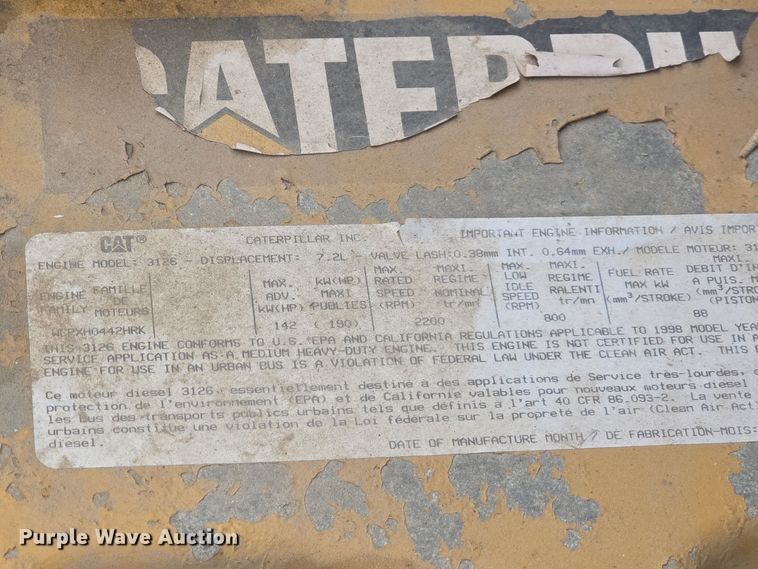 CATERPIL
CAT® CATERPILLAR INC. IMPORTANT ENGINE INFORMATION / AVIS IMPOR
ENGINE MODEL: 3126 - DISPLACEMENT: 7.2L - VALVE LASH:0.38mm INT. 0.64mm EXH./ MODELE MOTEUR: 31
ENGINE FAMILLE
FAMILY DE MOTEURS
MAX. kW(HP)
ADV. MAXI
kW(HP) PUBLIES
MAX. MAXI.
RATED REGIME
SPEED NOMINAL
(RPM) tr/mn
MAX. MAXI.
LOW REGIME
IDLE RALENTI
SPEED tr/mn
(RPM)
MAXI
FUEL RATE DEBIT D'IN
MAX kW A PUIS. M
(mm³/STROKE) (mm³/STRO
(PISTON
WCPXH0442HRK 142 ( 190) 2200 800 88
THIS 3126 ENGINE CONFORMS TO U.S. EPA AND CALIFORNIA REGULATIONS APPLICABLE TO 1998 MODEL YEA
SERVICE APPLICATION AS A MEDIUM HEAVY-DUTY ENGINE. THIS ENGINE IS NOT CERTIFIED FOR USE IN A
ENGINE FOR USE IN AN URBAN BUS IS A VIOLATION OF FEDERAL LAW UNDER THE CLEAN AIR ACT. THIS
Ce moteur diesel 3126, essentiellement destiné à des applications de Service très-lourdes,
protection de l'environnement (EPA) et de Californie valables pour nouveaux moteurs diesel
les Bus des transports publics urbains tels que définis à l'art 40 CFR 86.093-2. La vente
urbains constitue une violation de la Loi fédérale sur la propreté de l'air (Clean Air Act
diesel.
DATE OF MANUFACTURE MONTH / DE FABRICATION-MOIS:
Purple Wave Auction